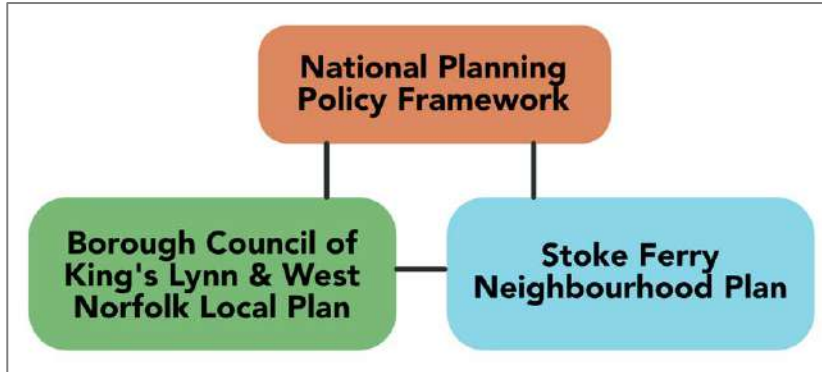 National Planning
Policy Framework
Borough Council of
King's Lynn & West
Norfolk Local Plan
Stoke Ferry
Neighbourhood Plan